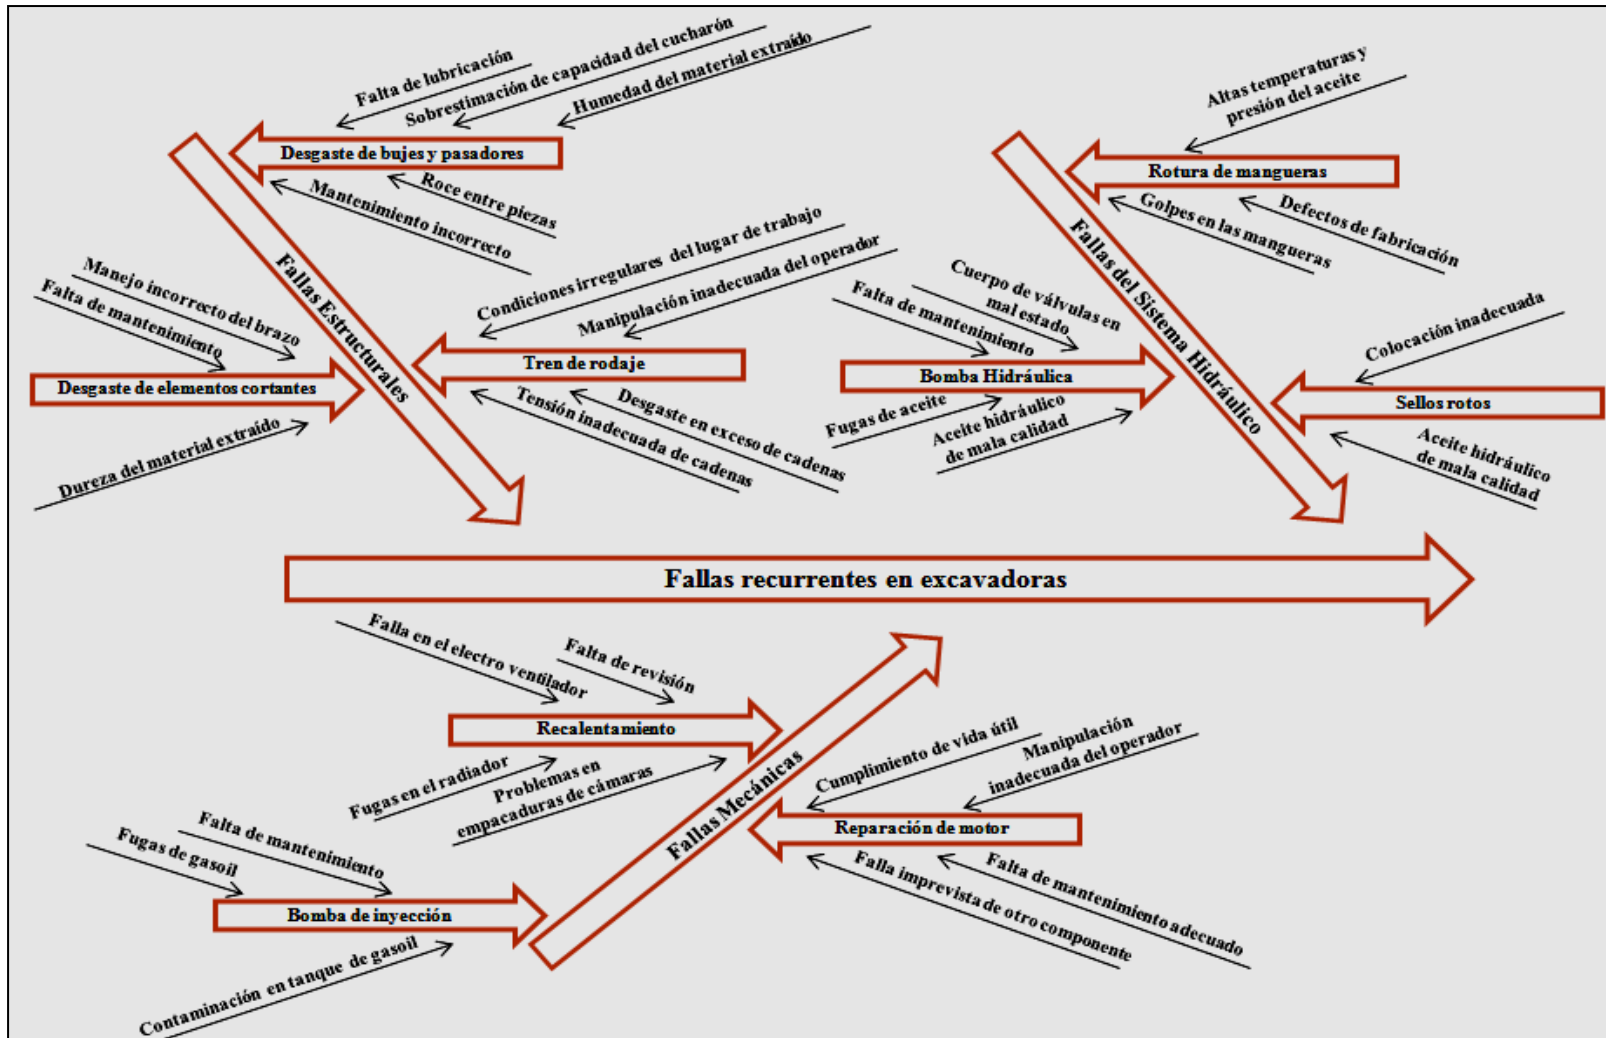 Falta de lubricación
Sobrestimación de capacidad del cucharón
Humedad del material extraído
Desgaste de bujes y pasadores
Mantenimiento incorrecto
Roce entre piezas
Fallas Estructurales
Manejo incorrecto del brazo
Falta de mantenimiento
Desgaste de elementos cortantes
Dureza del material extraído
Condiciones irregulares del lugar de trabajo
Manipulación inadecuada del operador
Tren de rodaje
Tensión inadecuada de cadenas
Desgaste en exceso de cadenas
Altas temperaturas y
presión del aceite
Rotura de mangueras
Golpes en las mangueras
Defectos de fabricación
Fallas del Sistema Hidráulico
Cuerpo de válvulas en
mal estado
Falta de mantenimiento
Bomba Hidráulica
Fugas de aceite
Aceite hidráulico
de mala calidad
Colocación inadecuada
Sellos rotos
Aceite hidráulico
de mala calidad
Fallas recurrentes en excavadoras
Falla en el electro ventilador
Falta de revisión
Recalentamiento
Fugas en el radiador
Problemas en
empacaduras de cámaras
Fallas Mecánicas
Cumplimiento de vida útil
Manipulación
inadecuada del operador
Reparación de motor
Falla imprevista de otro componente
Falta de mantenimiento adecuado
Falta de mantenimiento
Fugas de gasoil
Bomba de inyección
Contaminación en tanque de gasoil